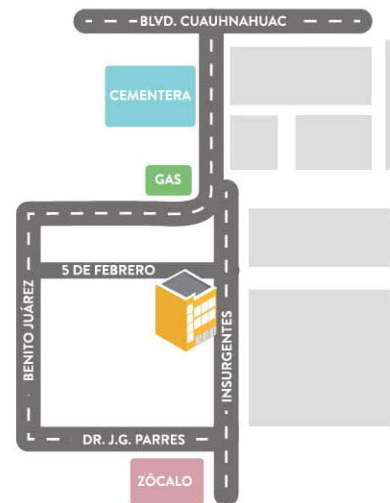 BLVD. CUAUHNAHUAC
CEMENTERA
GAS
5 DE FEBRERO
BENITO JUÁREZ
INSURGENTES
DR. J.G. PARRES
ZÓCALO